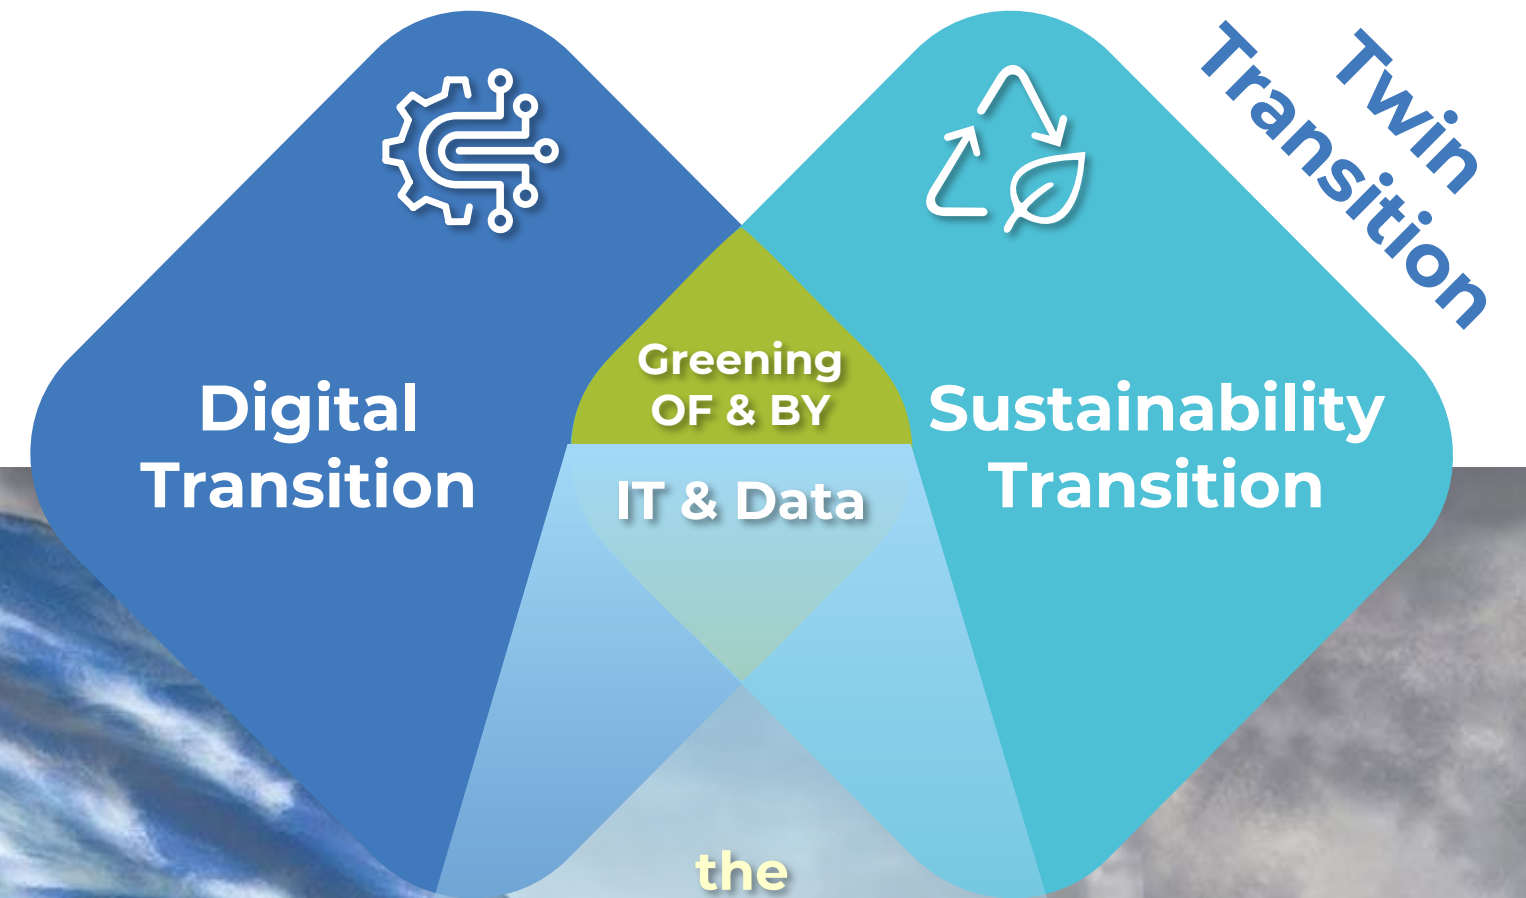 Twin
Transition
Digital
Transition
Greening
OF & BY
IT & Data
Sustainability
Transition
the